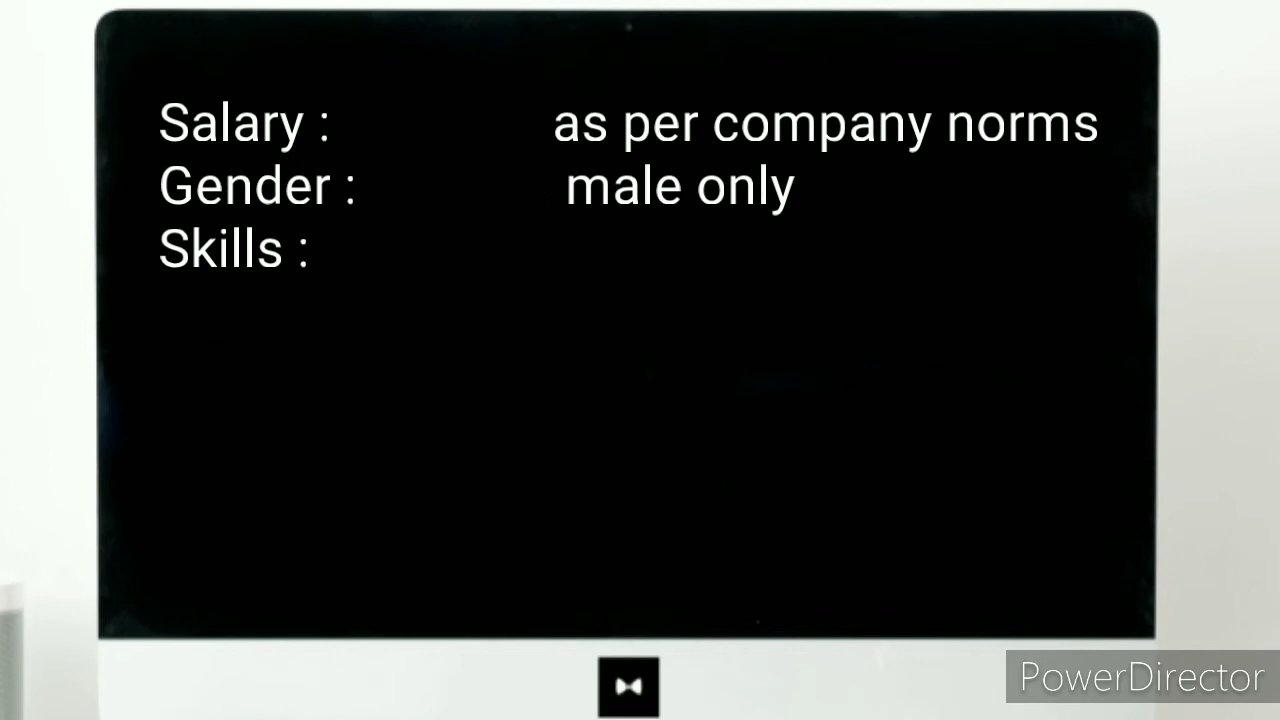 Salary : as per company norms
Gender : male only
Skills :
PowerDirector